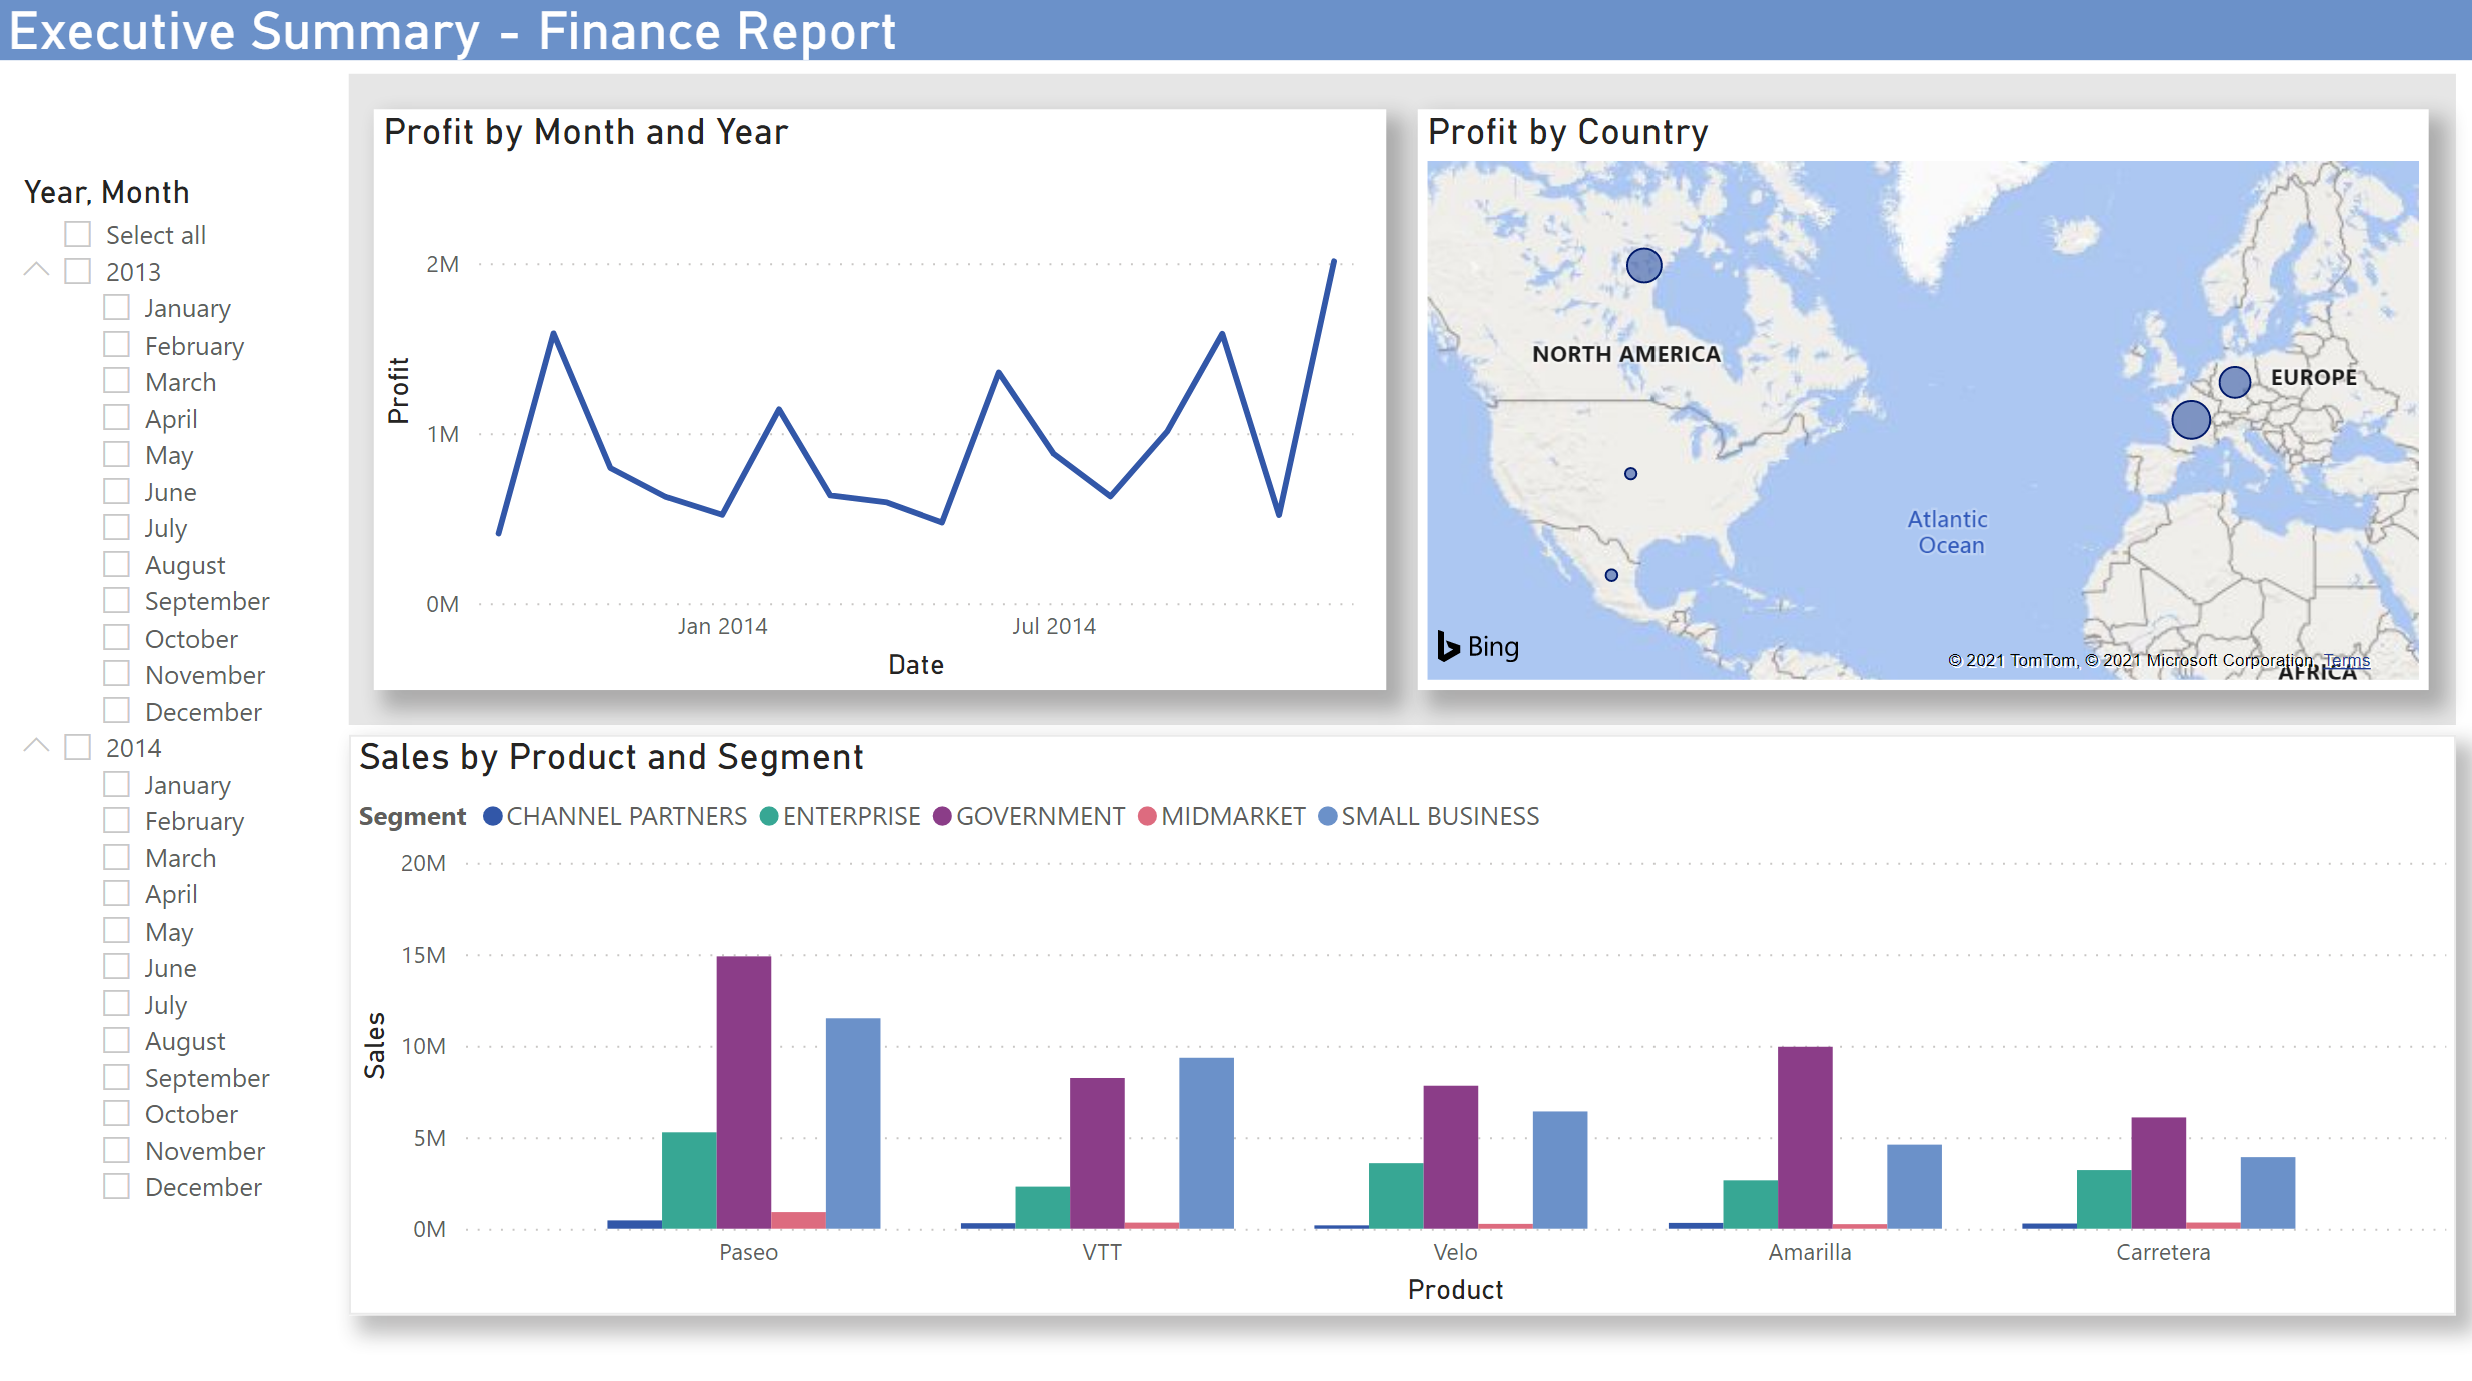 Executive Summary - Finance Report
Year, Month
Select all
2013
January
February
March
April
May
June
July
August
September
October
November
December
2014
January
February
March
April
May
June
July
August
September
October
November
December
Profit by Month and Year
2M
1M
0M
Profit
Jan 2014
Jul 2014
Date
Profit by Country
NORTH AMERICA
EUROPE
Atlantic
Ocean
AFRICA
Bing
© 2021 TomTom, © 2021 Microsoft Corporation, Terms
Sales by Product and Segment
Segment CHANNEL PARTNERS ENTERPRISE GOVERNMENT MIDMARKET SMALL BUSINESS
20M
15M
10M
5M
0M
Sales
Paseo
VTT
Velo
Amarilla
Carretera
Product